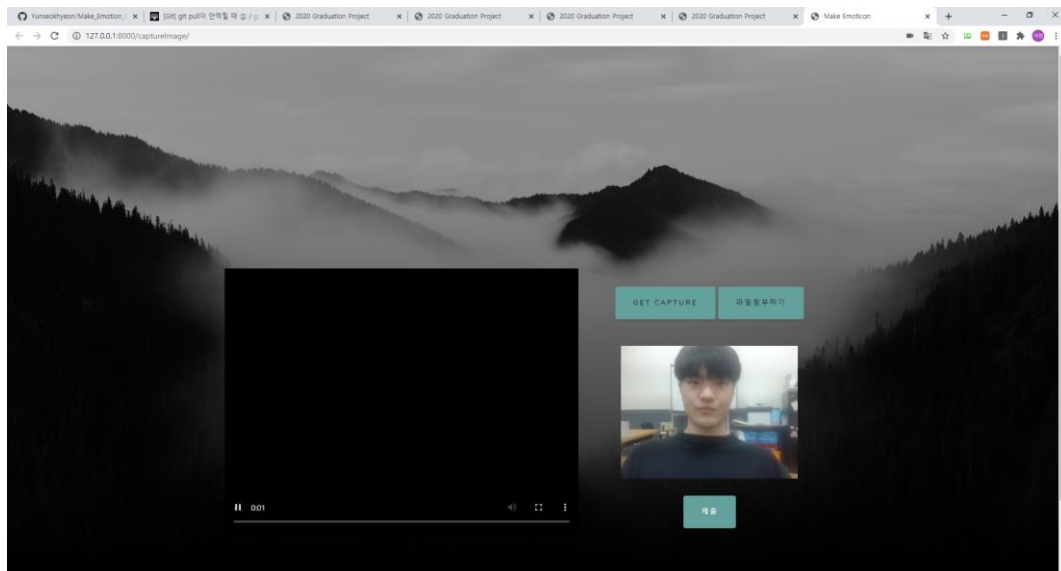 Yunseokhyeon/Make_Emotion_
[Git] git pull이 안먹힐 때
2020 Graduation Project
2020 Graduation Project
2020 Graduation Project
2020 Graduation Project
Make Emoticon
127.0.0.1:8000/captureImage/
GET CAPTURE
파일첨부하기
0:01
제출